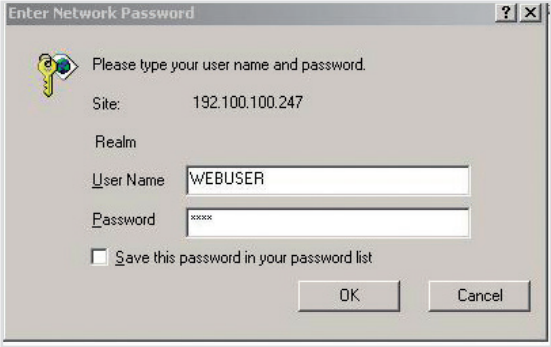 Enter Network Password
Please type your user name and password.
Site: 192.100.100.247
Realm
User Name WEBUSER
Password ****
Save this password in your password list
OK Cancel